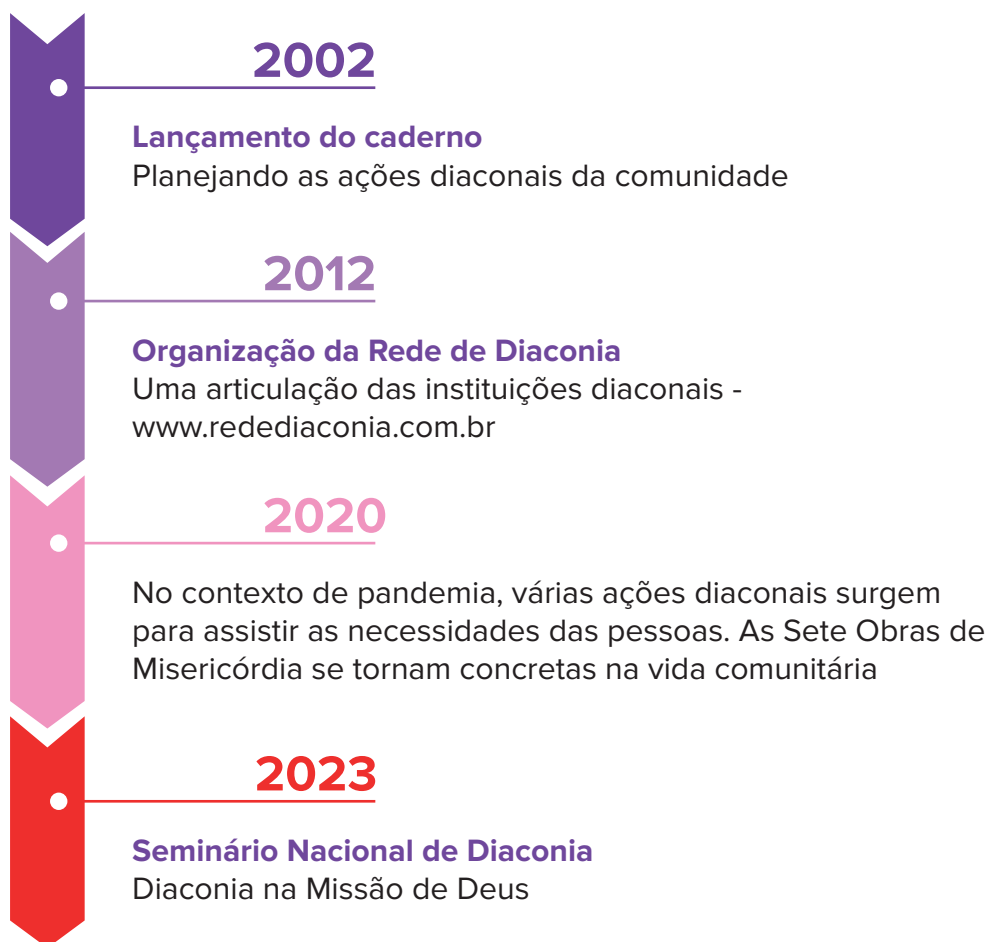 2002
Lançamento do caderno
Planejando as ações diaconais da comunidade
2012
Organização da Rede de Diaconia
Uma articulação das instituições diaconais -
www.redediaconia.com.br
2020
No contexto de pandemia, várias ações diaconais surgem
para assistir as necessidades das pessoas. As Sete Obras de
Misericórdia se tornam concretas na vida comunitária
2023
Seminário Nacional de Diaconia
Diaconia na Missão de Deus